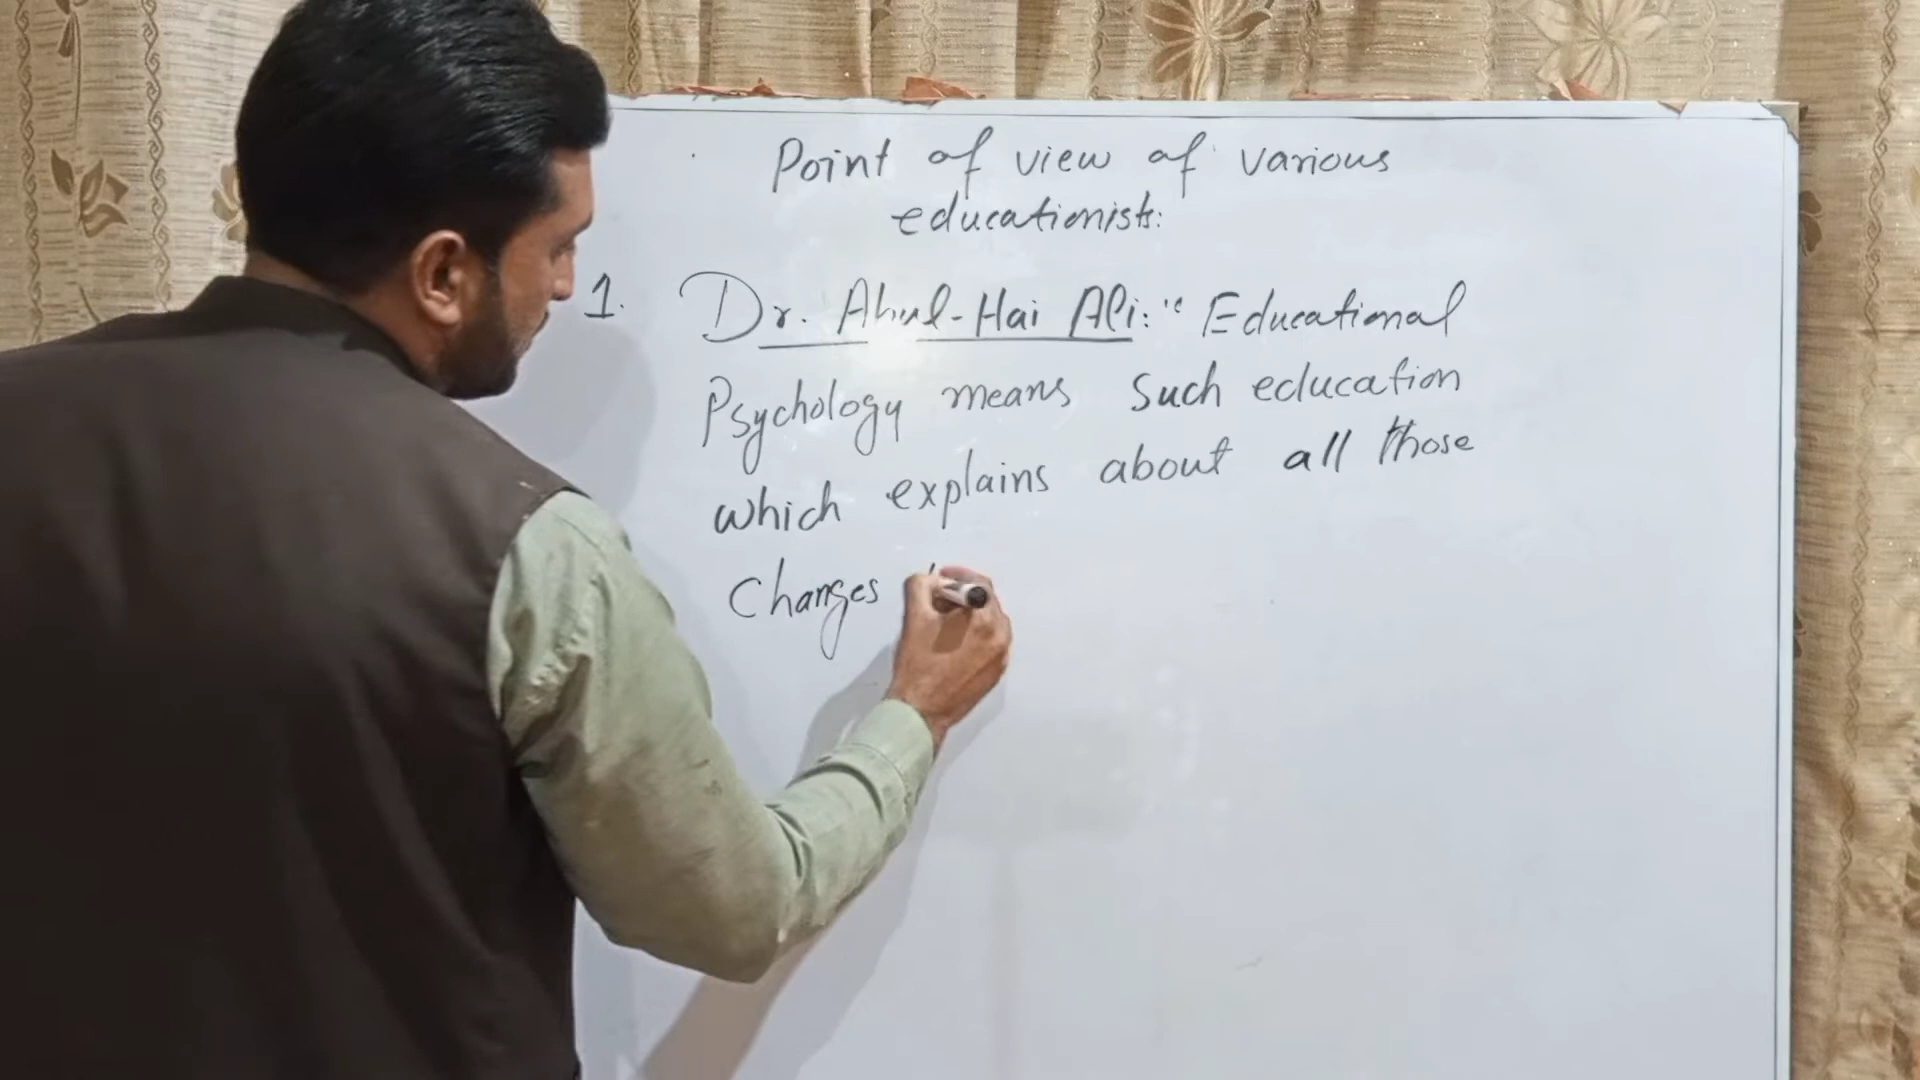 Point of view of various
educationists:
1. Dr. Abul-Hai Ali: "Educational
Psychology means such education
which explains about all those
changes